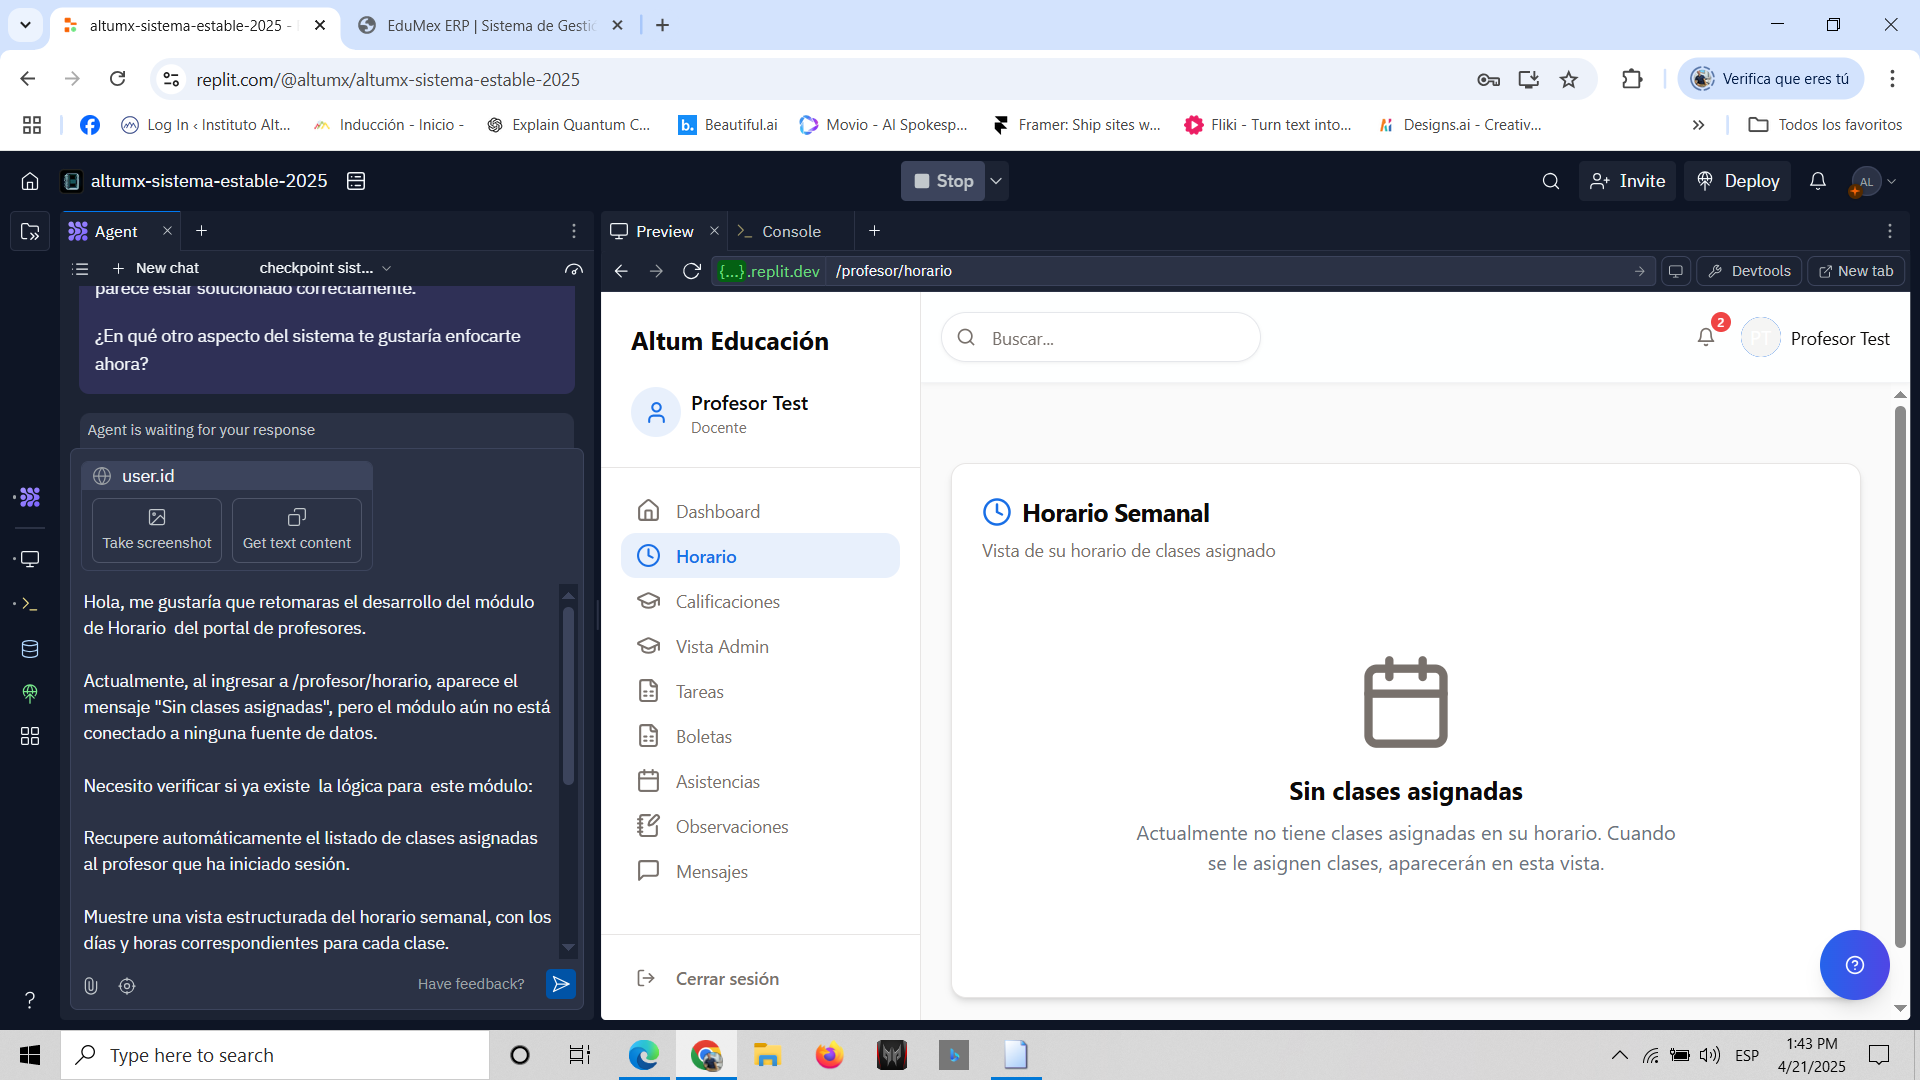 altumx-sistema-estable-2025 -
EduMex ERP | Sistema de Gesti
replit.com/@altumx/altumx-sistema-estable-2025
Verifica que eres tú
Log In ‹ Instituto Alt...
Inducción - Inicio -
Explain Quantum C...
b.
Beautiful.ai
Movio - AI Spokesp...
Framer: Ship sites w...
Fliki - Turn text into...
Designs.ai - Creativ...
Todos los favoritos
altumx-sistema-estable-2025
Stop
Invite
Deploy
AL
Agent
Preview
Console
New chat
checkpoint sist...
{...}.replit.dev
/profesor/horario
Devtools
New tab
parece estar solucionado correctamente.
¿En qué otro aspecto del sistema te gustaría enfocarte
ahora?
Agent is waiting for your response
user.id
Take screenshot
Get text content
Hola, me gustaría que retomaras el desarrollo del módulo
de Horario  del portal de profesores.
Actualmente, al ingresar a /profesor/horario, aparece el
mensaje "Sin clases asignadas", pero el módulo aún no está
conectado a ninguna fuente de datos.
Necesito verificar si ya existe  la lógica para  este módulo:
Recupere automáticamente el listado de clases asignadas
al profesor que ha iniciado sesión.
Muestre una vista estructurada del horario semanal, con los
días y horas correspondientes para cada clase.
Have feedback?
Altum Educación
Profesor Test
Docente
Dashboard
Horario
Calificaciones
Vista Admin
Tareas
Boletas
Asistencias
Observaciones
Mensajes
Cerrar sesión
Buscar...
2
PT
Profesor Test
Horario Semanal
Vista de su horario de clases asignado
Sin clases asignadas
Actualmente no tiene clases asignadas en su horario. Cuando
se le asignen clases, aparecerán en esta vista.
Type here to search
ESP
1:43 PM
4/21/2025